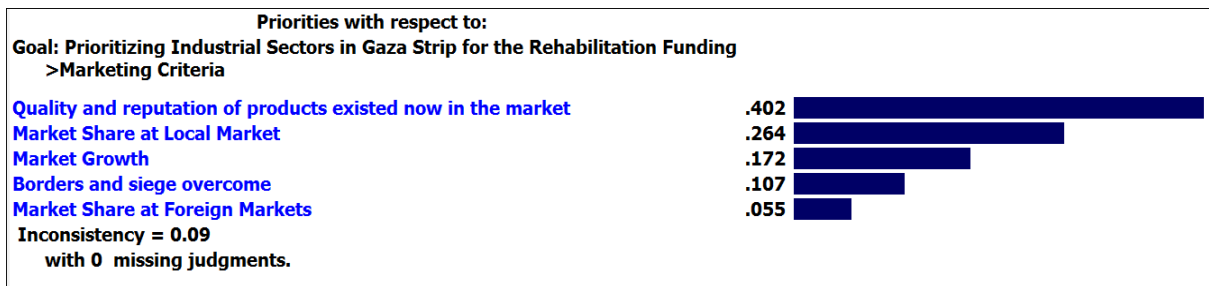 Priorities with respect to:
Goal: Prioritizing Industrial Sectors in Gaza Strip for the Rehabilitation Funding
>Marketing Criteria
Quality and reputation of products existed now in the market .402
Market Share at Local Market .264
Market Growth .172
Borders and siege overcome .107
Market Share at Foreign Markets .055
Inconsistency = 0.09
with 0 missing judgments.